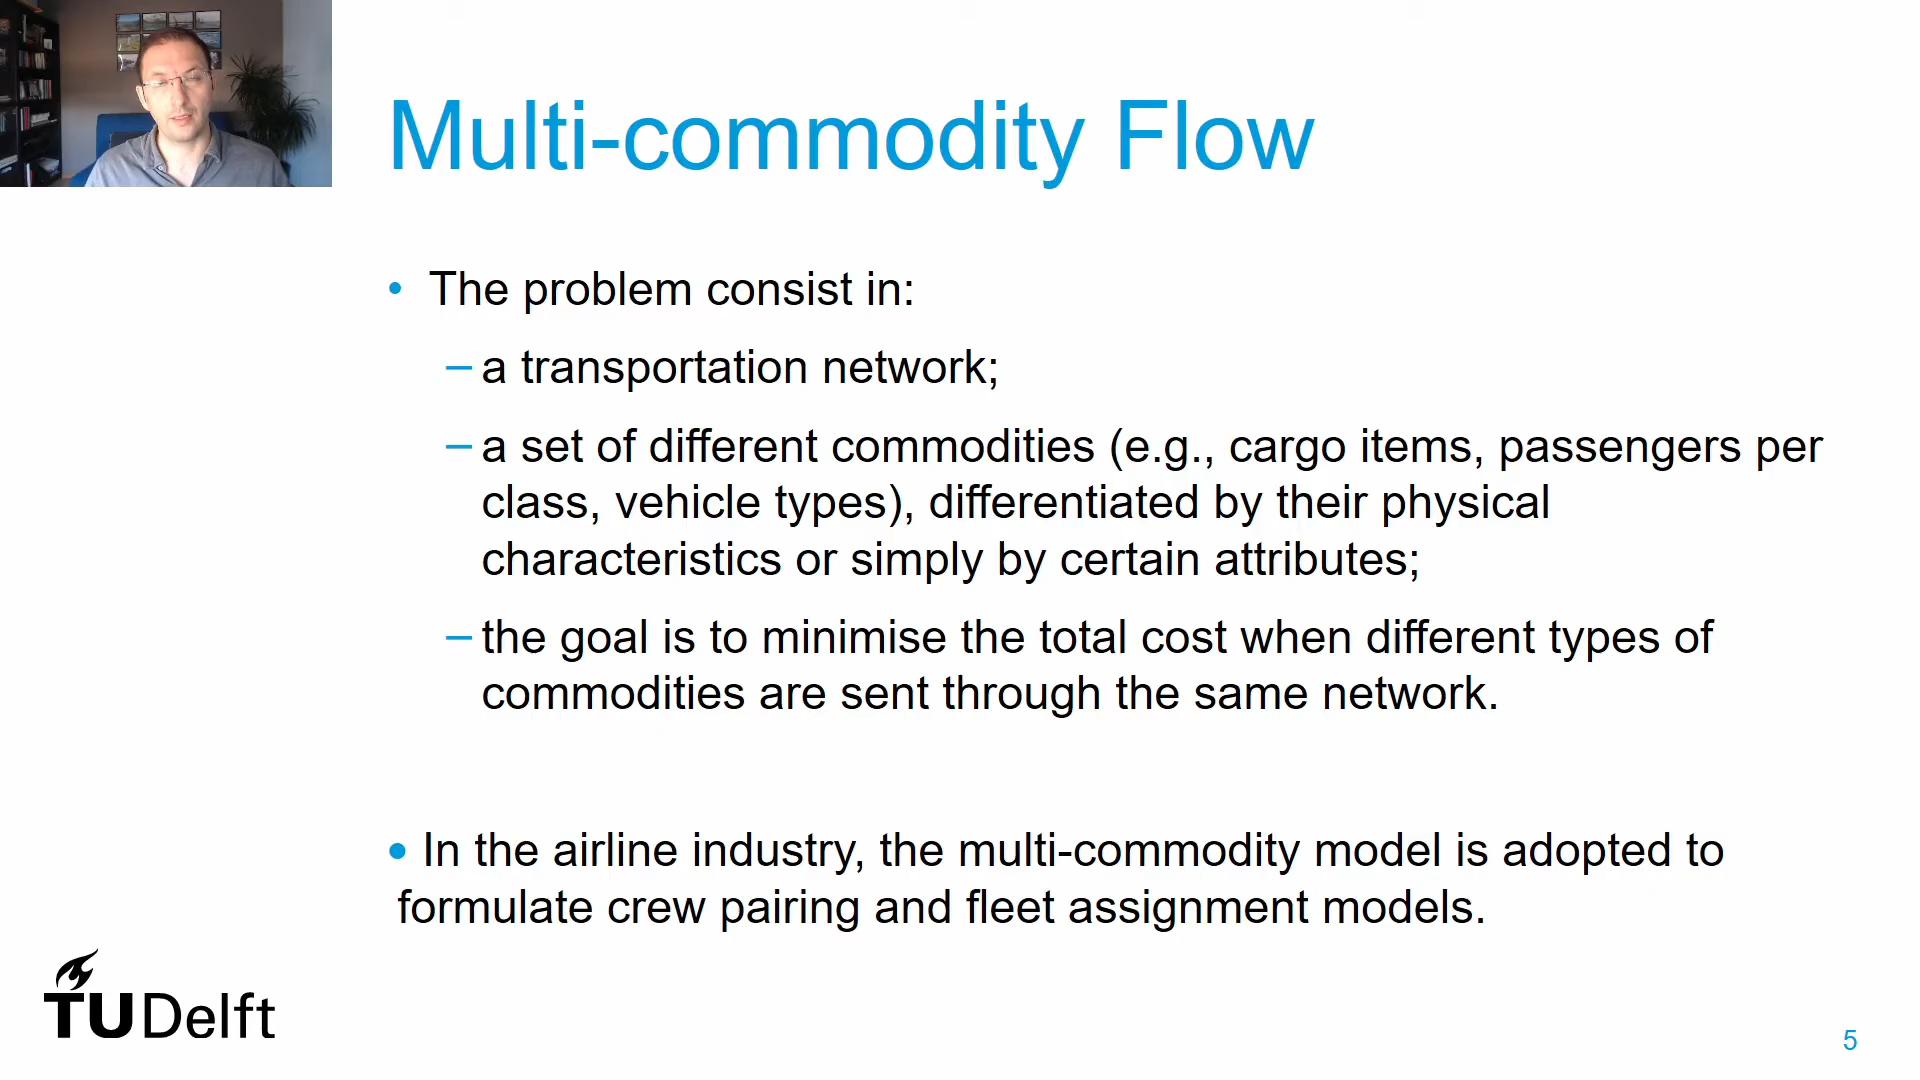 Multi-commodity Flow
• The problem consist in:
– a transportation network;
– a set of different commodities (e.g., cargo items, passengers per
class, vehicle types), differentiated by their physical
characteristics or simply by certain attributes;
– the goal is to minimise the total cost when different types of
commodities are sent through the same network.
• In the airline industry, the multi-commodity model is adopted to
formulate crew pairing and fleet assignment models.
TUDelft
5